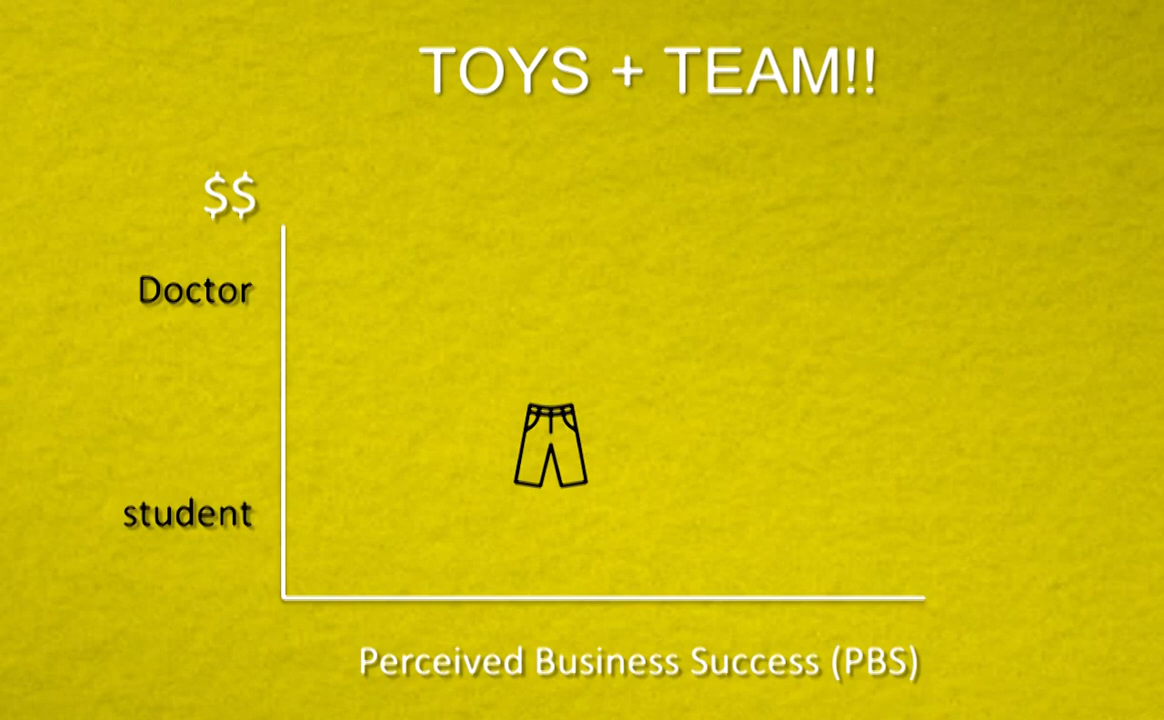 TOYS + TEAM!!
$$
Doctor
student
Perceived Business Success (PBS)